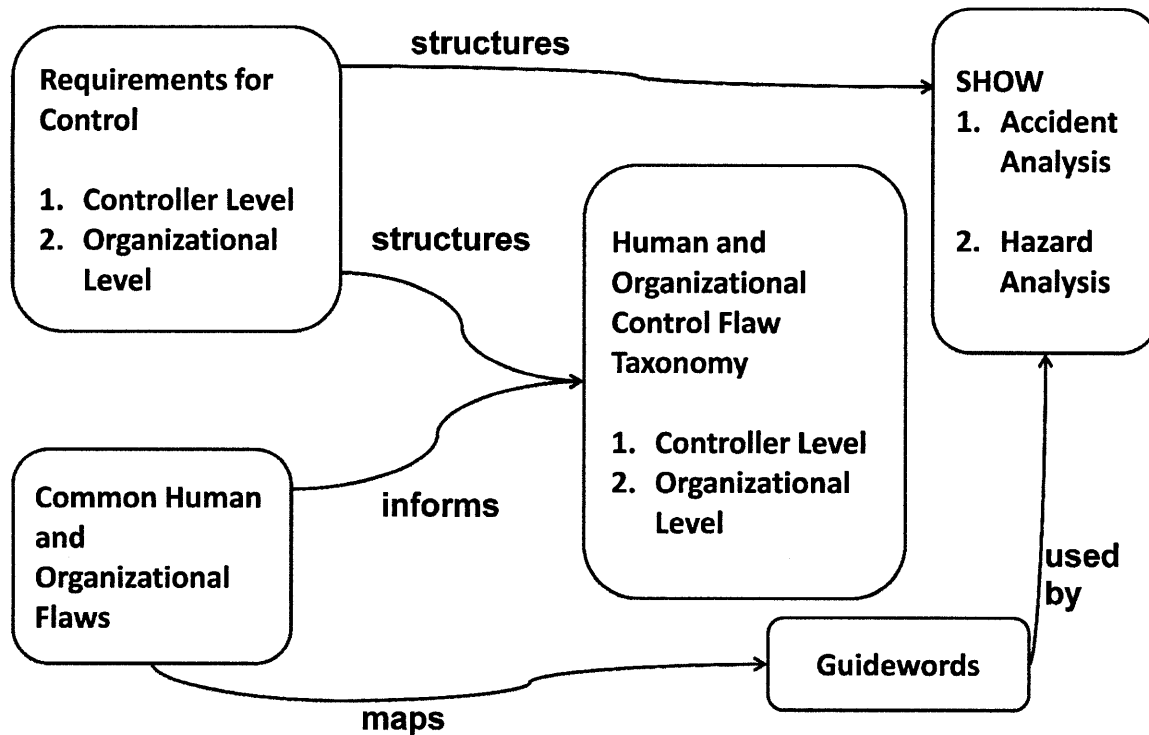 structures
Requirements for
Control
1. Controller Level
2. Organizational
Level
SHOW
1. Accident
Analysis
2. Hazard
Analysis
structures
Human and
Organizational
Control Flaw
Taxonomy
1. Controller Level
2. Organizational
Level
Common Human
and
Organizational
Flaws
informs
used
by
Guidewords
maps